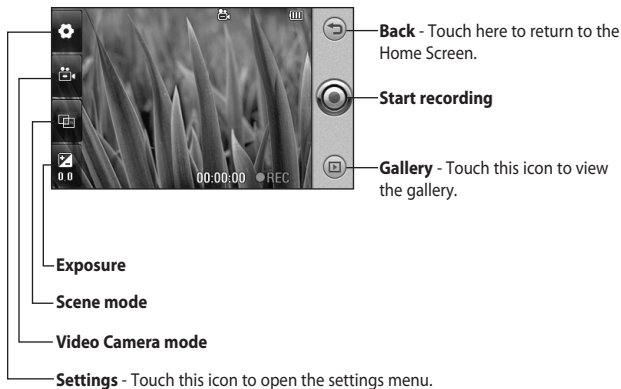 Back - Touch here to return to the
Home Screen.
Start recording
Gallery - Touch this icon to view
the gallery.
0.0
00:00:00 REC
Exposure
Scene mode
Video Camera mode
Settings - Touch this icon to open the settings menu.